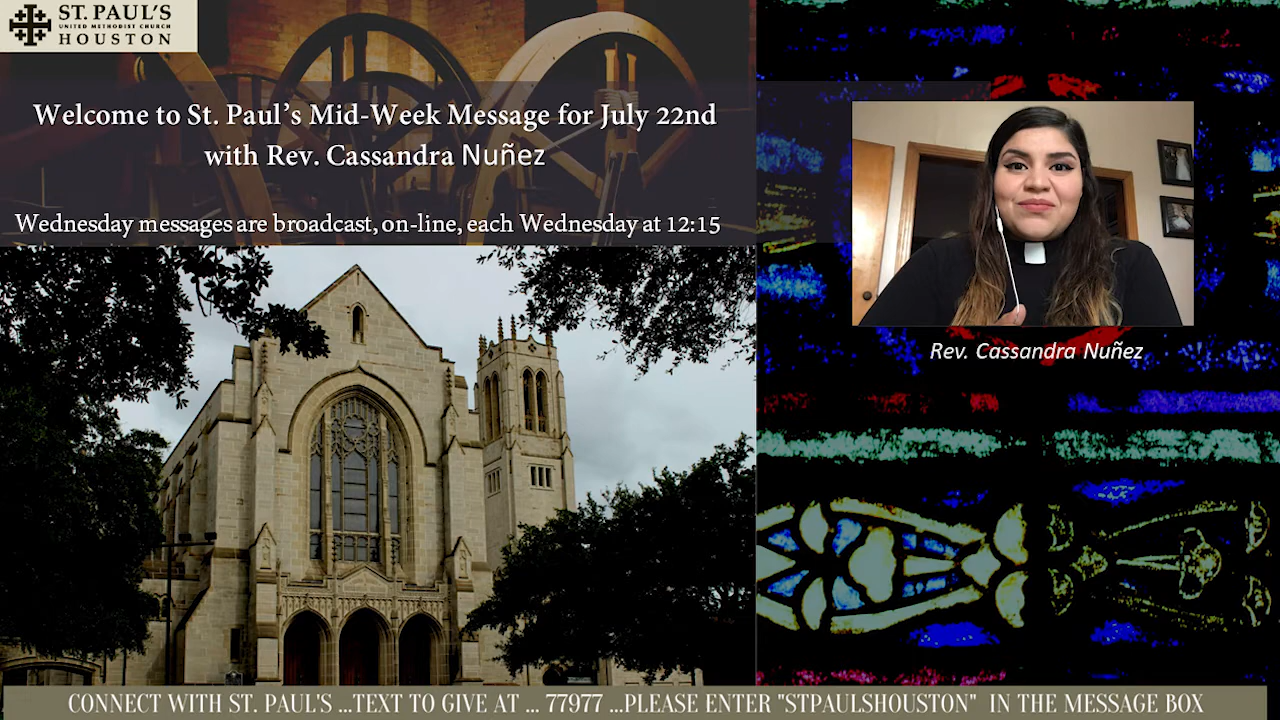 ST. PAUL'S
UNITED METHODIST CHURCH
HOUSTON
Welcome to St. Paul's Mid-Week Message for July 22nd
with Rev. Cassandra Nuñez
Wednesday messages are broadcast, on-line, each Wednesday at 12:15
Rev. Cassandra Nuñez
CONNECT WITH ST. PAUL'S ...TEXT TO GIVE AT ... 77977 ...PLEASE ENTER "STPAULSHOUSTON" IN THE MESSAGE BOX